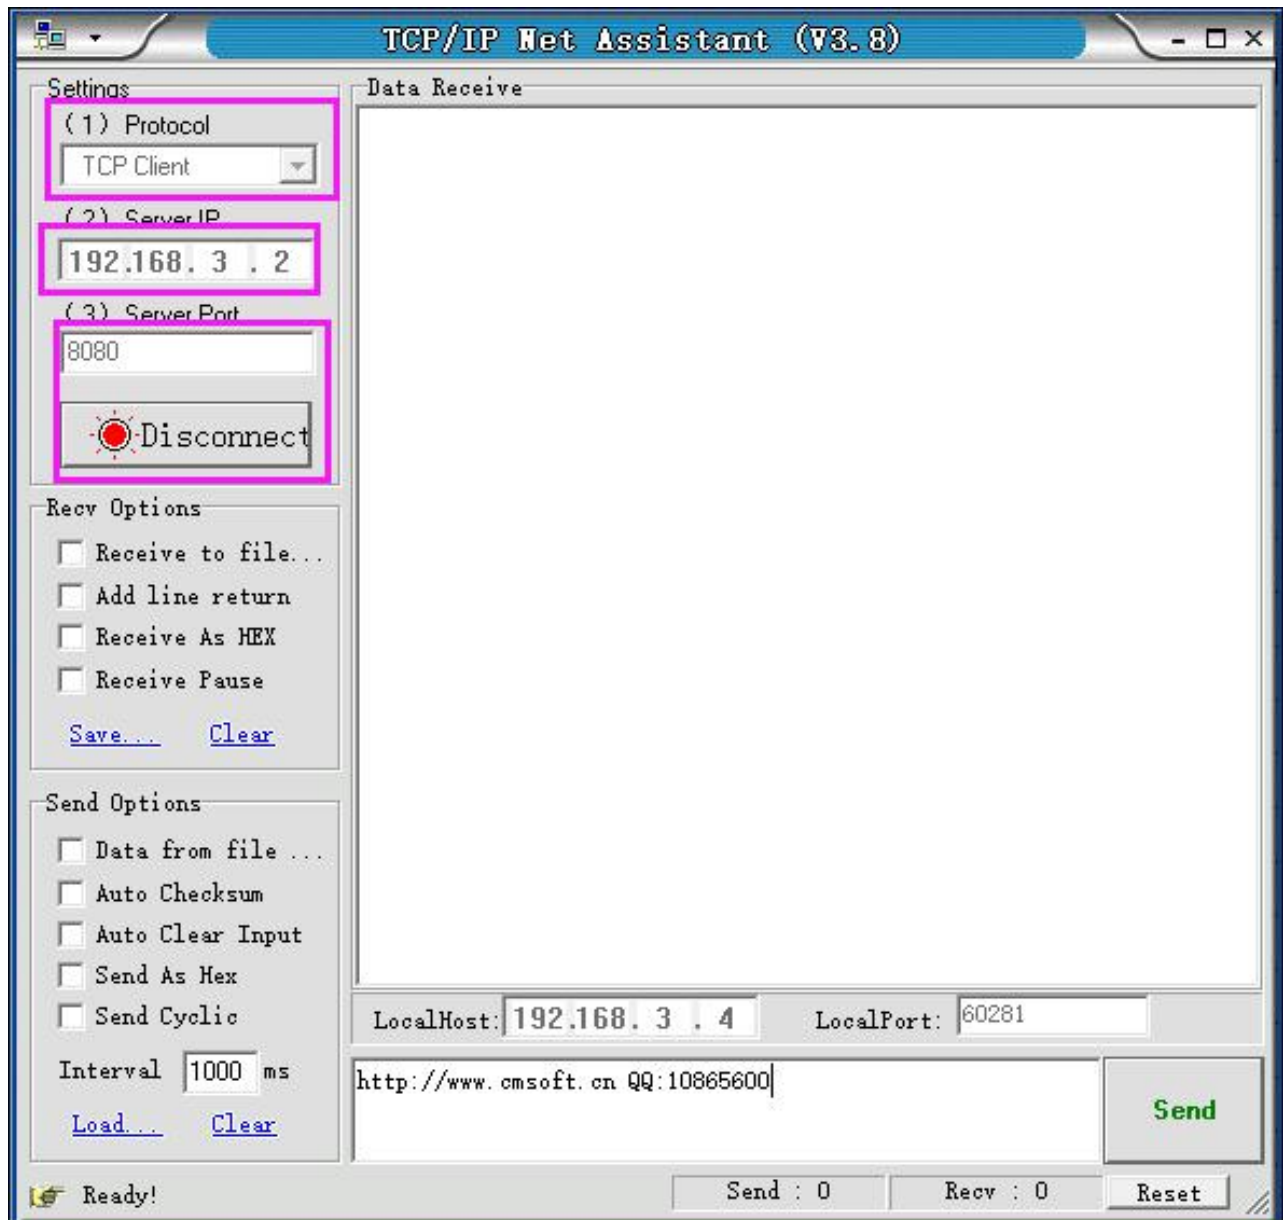 TCP/IP Net Assistant (V3.8)
Settings
(1) Protocol
TCP Client
(2) Server IP
192.168. 3 . 2
(3) Server Port
8080
Disconnect
Recv Options
Receive to file...
Add line return
Receive As HEX
Receive Pause
Save... Clear
Send Options
Data from file ...
Auto Checksum
Auto Clear Input
Send As Hex
Send Cyclic
Interval 1000 ms
Load... Clear
Data Receive
LocalHost: 192.168. 3 . 4 LocalPort: 60281
http://www.cmsoft.cn QQ:10865600
Send
Ready! Send : 0 Recv : 0 Reset